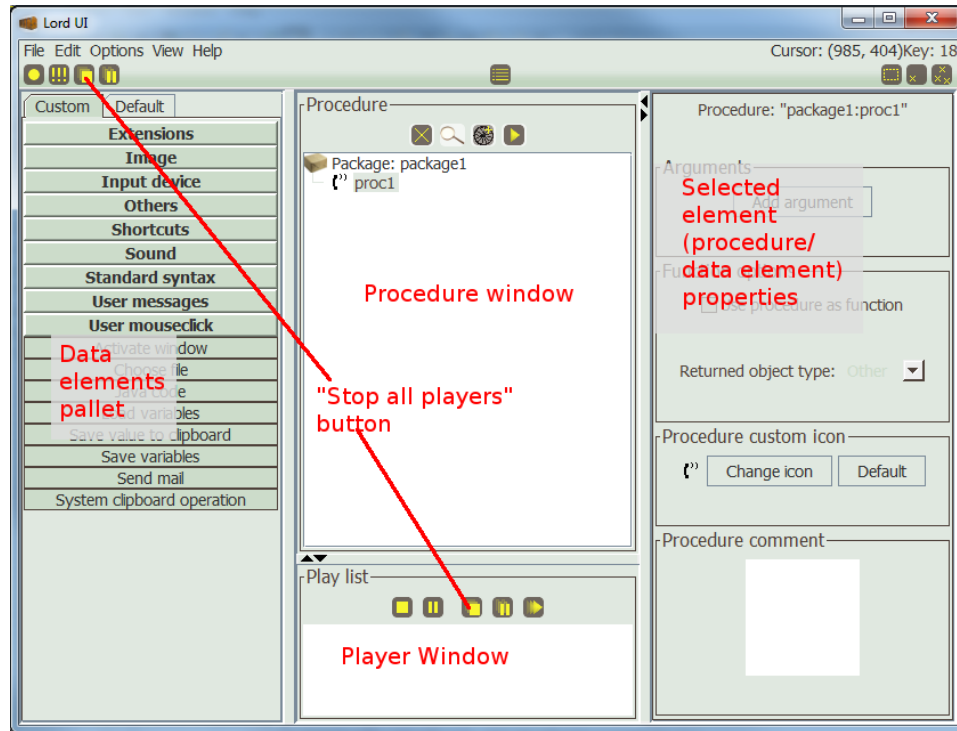 Lord UI
File Edit Options View Help
Cursor: (985, 404)Key: 18
Custom
Default
Extensions
Image
Input device
Others
Shortcuts
Sound
Standard syntax
User messages
User mouseclick
Activate window
Choose file
Java code
Load variables
Save value to clipboard
Save variables
Send mail
System clipboard operation
Data
elements
pallet
Procedure
Package: package1
proc1
Procedure window
"Stop all players"
button
Play list
Player Window
Procedure: "package1:proc1"
Arguments
Add argument
Selected
element
(procedure/
data element)
properties
Function options
Use procedure as function
Returned object type: Other
Procedure custom icon
Change icon
Default
Procedure comment